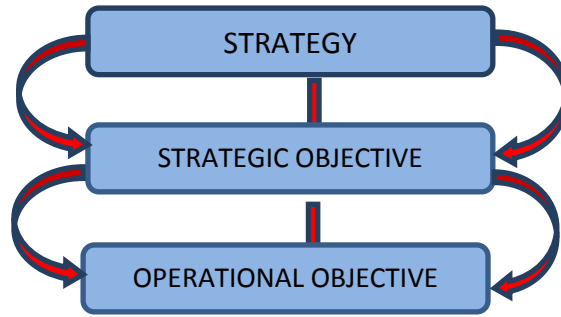 STRATEGY
STRATEGIC OBJECTIVE
OPERATIONAL OBJECTIVE